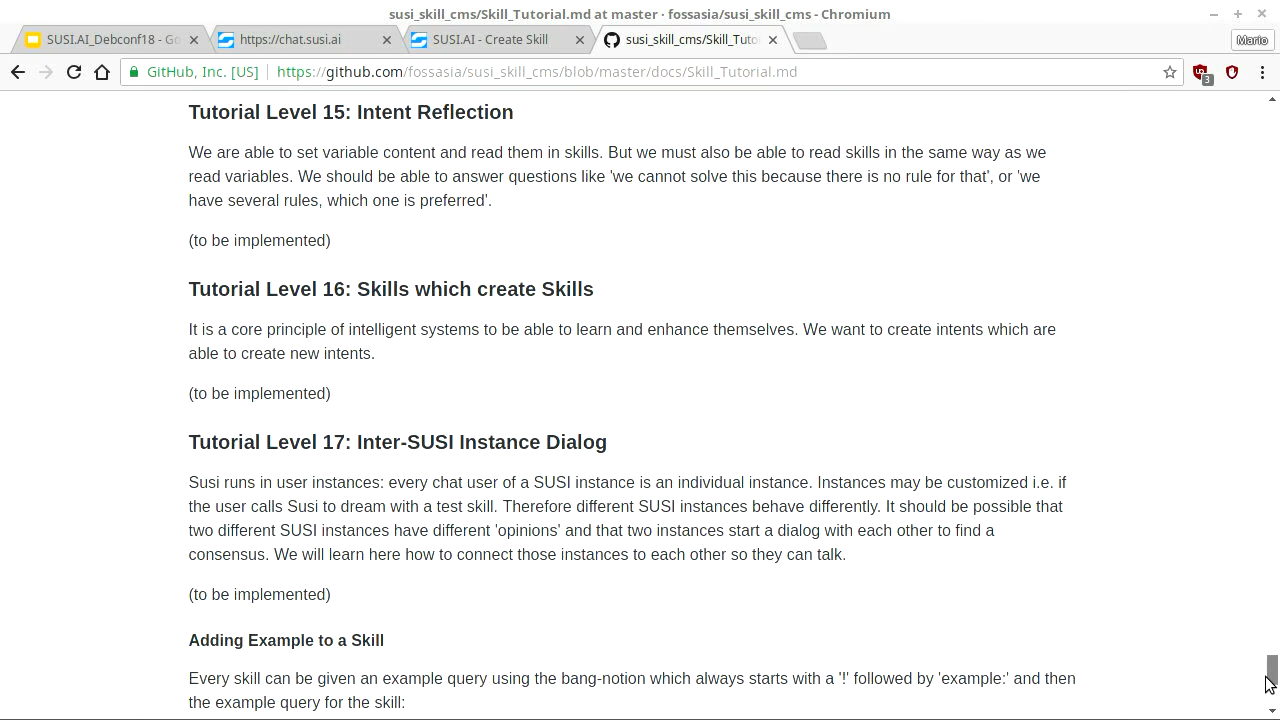 susi_skill_cms/Skill_Tutorial.md at master · fossasia/susi_skill_cms - Chromium
SUSI.AI_Debconf18 - Go
https://chat.susi.ai
SUSI.AI - Create Skill
susi_skill_cms/Skill_Tuto
Mario
GitHub, Inc. [US]
https://github.com/fossasia/susi_skill_cms/blob/master/docs/Skill_Tutorial.md
3
Tutorial Level 15: Intent Reflection
We are able to set variable content and read them in skills. But we must also be able to read skills in the same way as we
read variables. We should be able to answer questions like 'we cannot solve this because there is no rule for that', or 'we
have several rules, which one is preferred'.
(to be implemented)
Tutorial Level 16: Skills which create Skills
It is a core principle of intelligent systems to be able to learn and enhance themselves. We want to create intents which are
able to create new intents.
(to be implemented)
Tutorial Level 17: Inter-SUSI Instance Dialog
Susi runs in user instances: every chat user of a SUSI instance is an individual instance. Instances may be customized i.e. if
the user calls Susi to dream with a test skill. Therefore different SUSI instances behave differently. It should be possible that
two different SUSI instances have different 'opinions' and that two instances start a dialog with each other to find a
consensus. We will learn here how to connect those instances to each other so they can talk.
(to be implemented)
Adding Example to a Skill
Every skill can be given an example query using the bang-notion which always starts with a '!' followed by 'example:' and then
the example query for the skill: